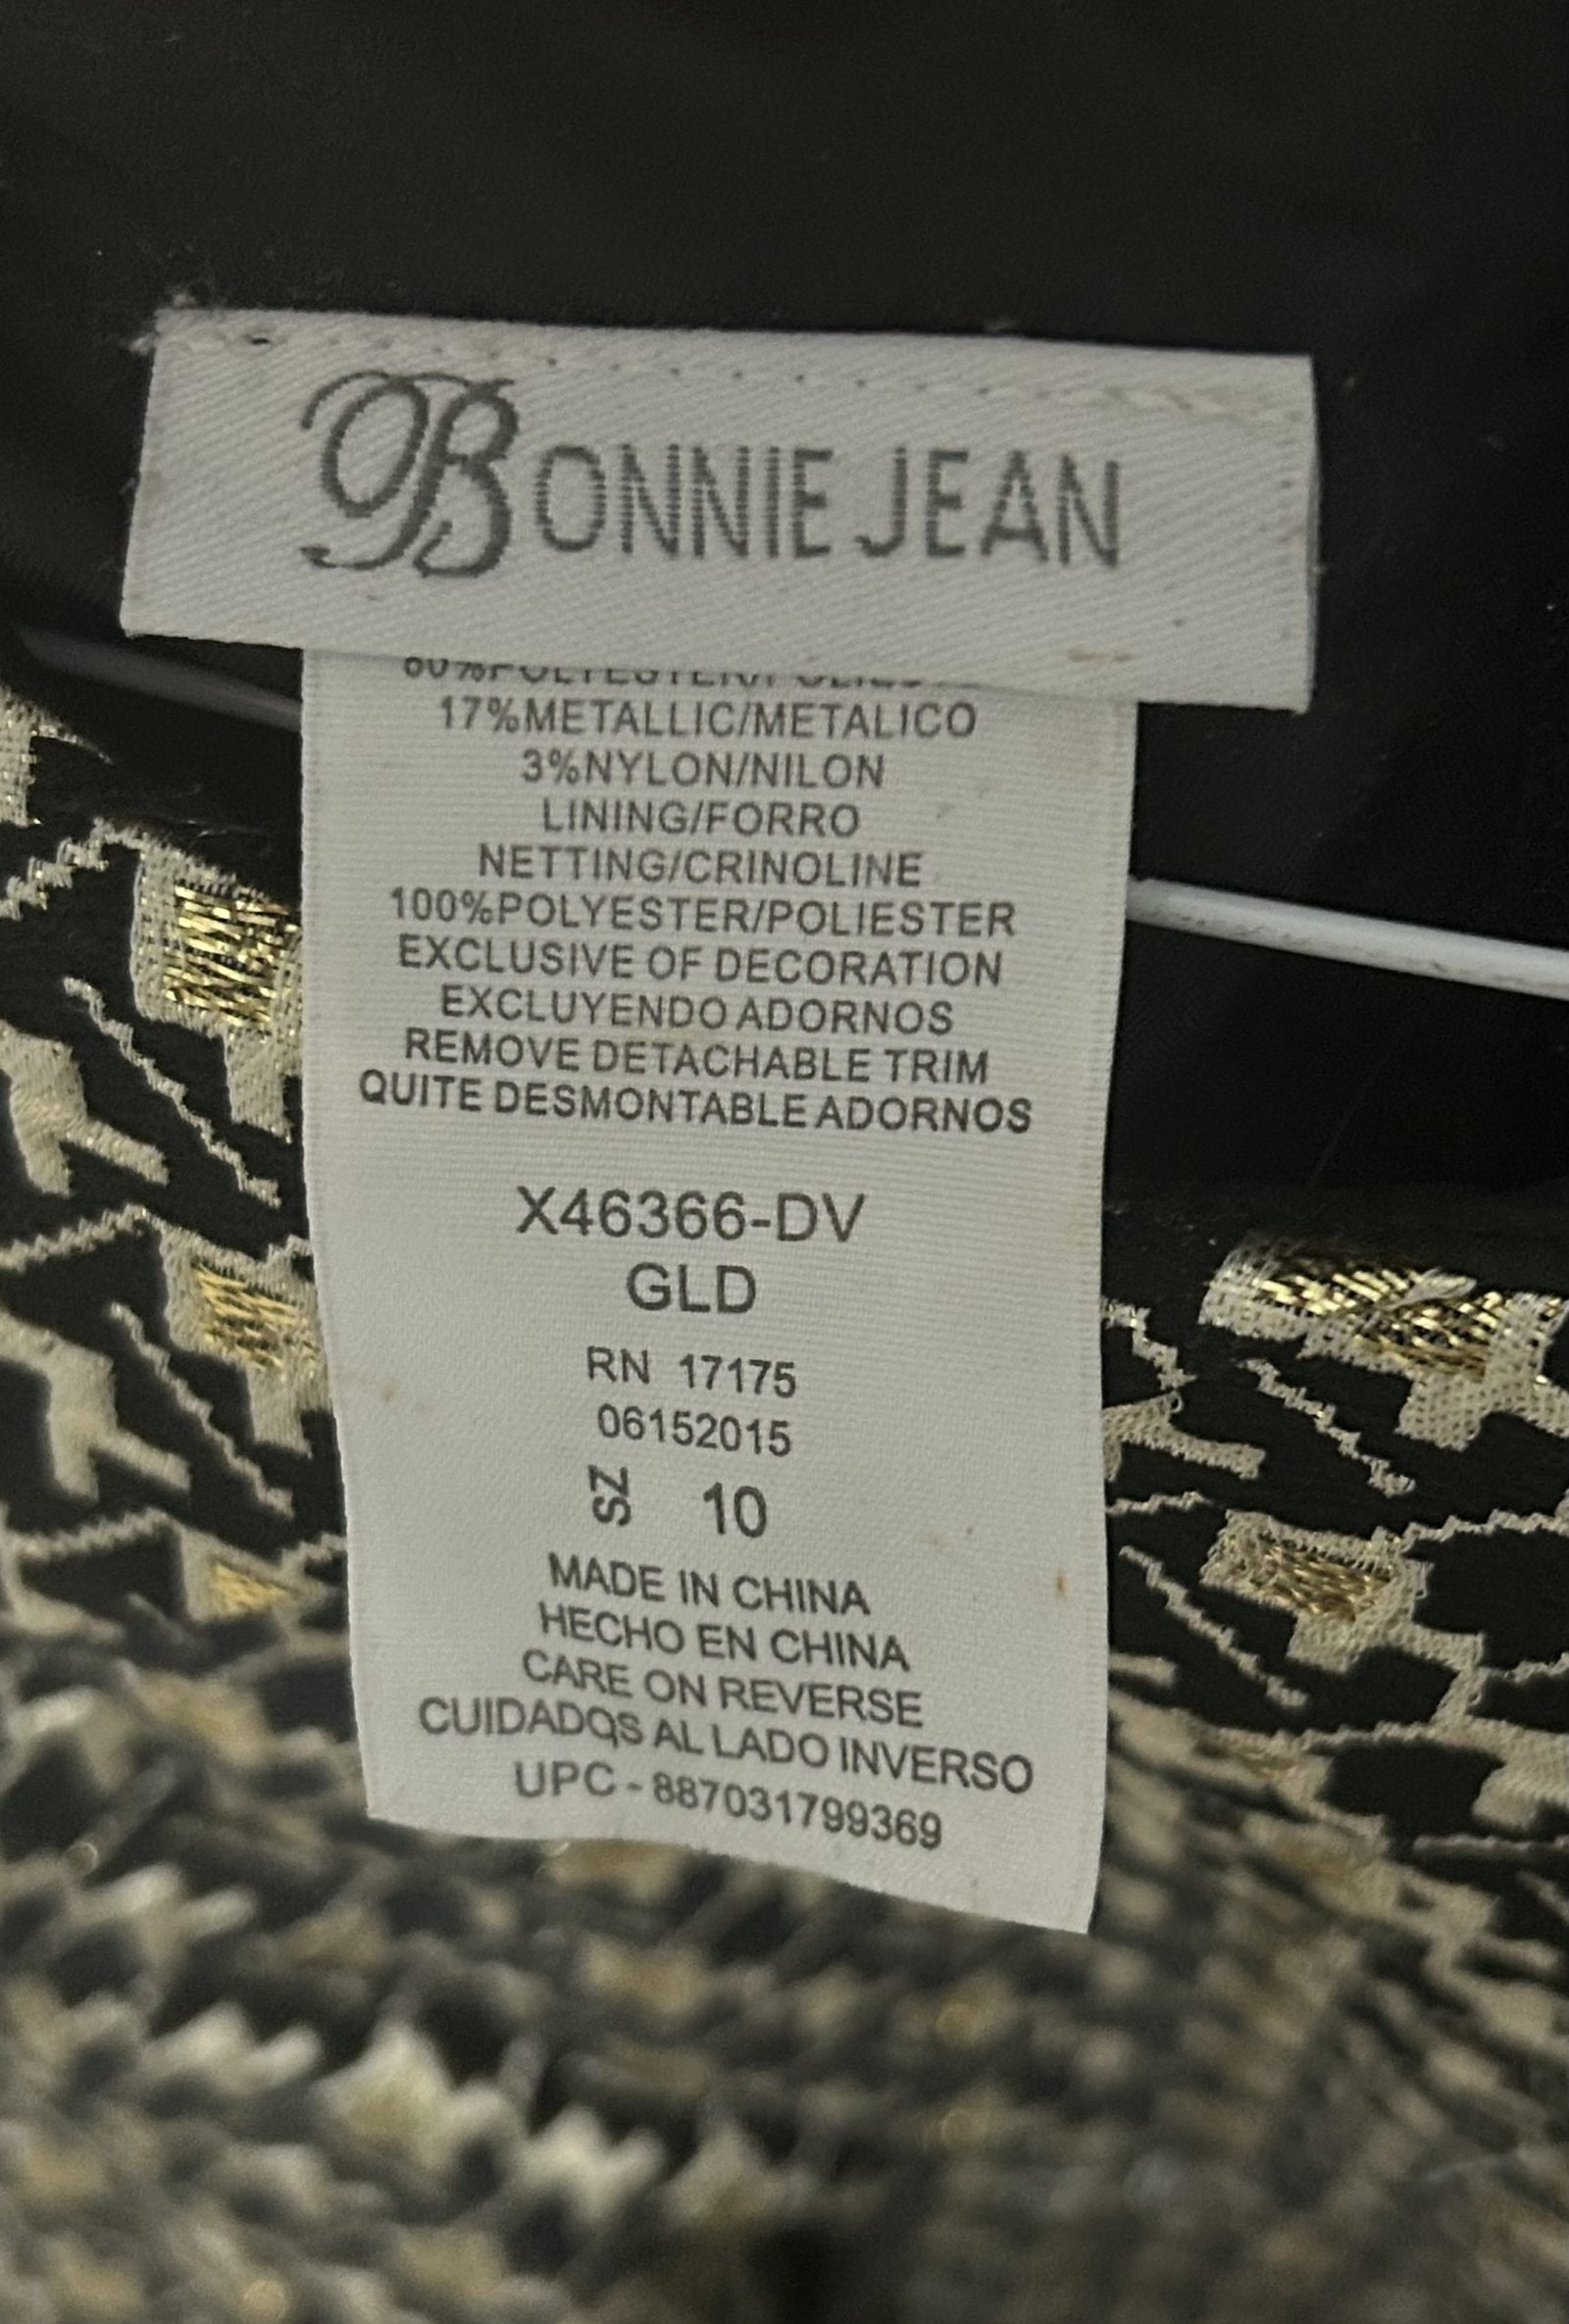 BONNIE JEAN
17%METALLIC/METALICO
3%NYLON/NILON
LINING/FORRO
NETTING/CRINOLINE
100%POLYESTER/POLIESTER
EXCLUSIVE OF DECORATION
EXCLUYENDO ADORNOS
REMOVE DETACHABLE TRIM
QUITE DESMONTABLE ADORNOS
X46366-DV
GLD
RN 17175
06152015
SZ 10
MADE IN CHINA
HECHO EN CHINA
CARE ON REVERSE
CUIDADQS AL LADO INVERSO
UPC - 887031799369